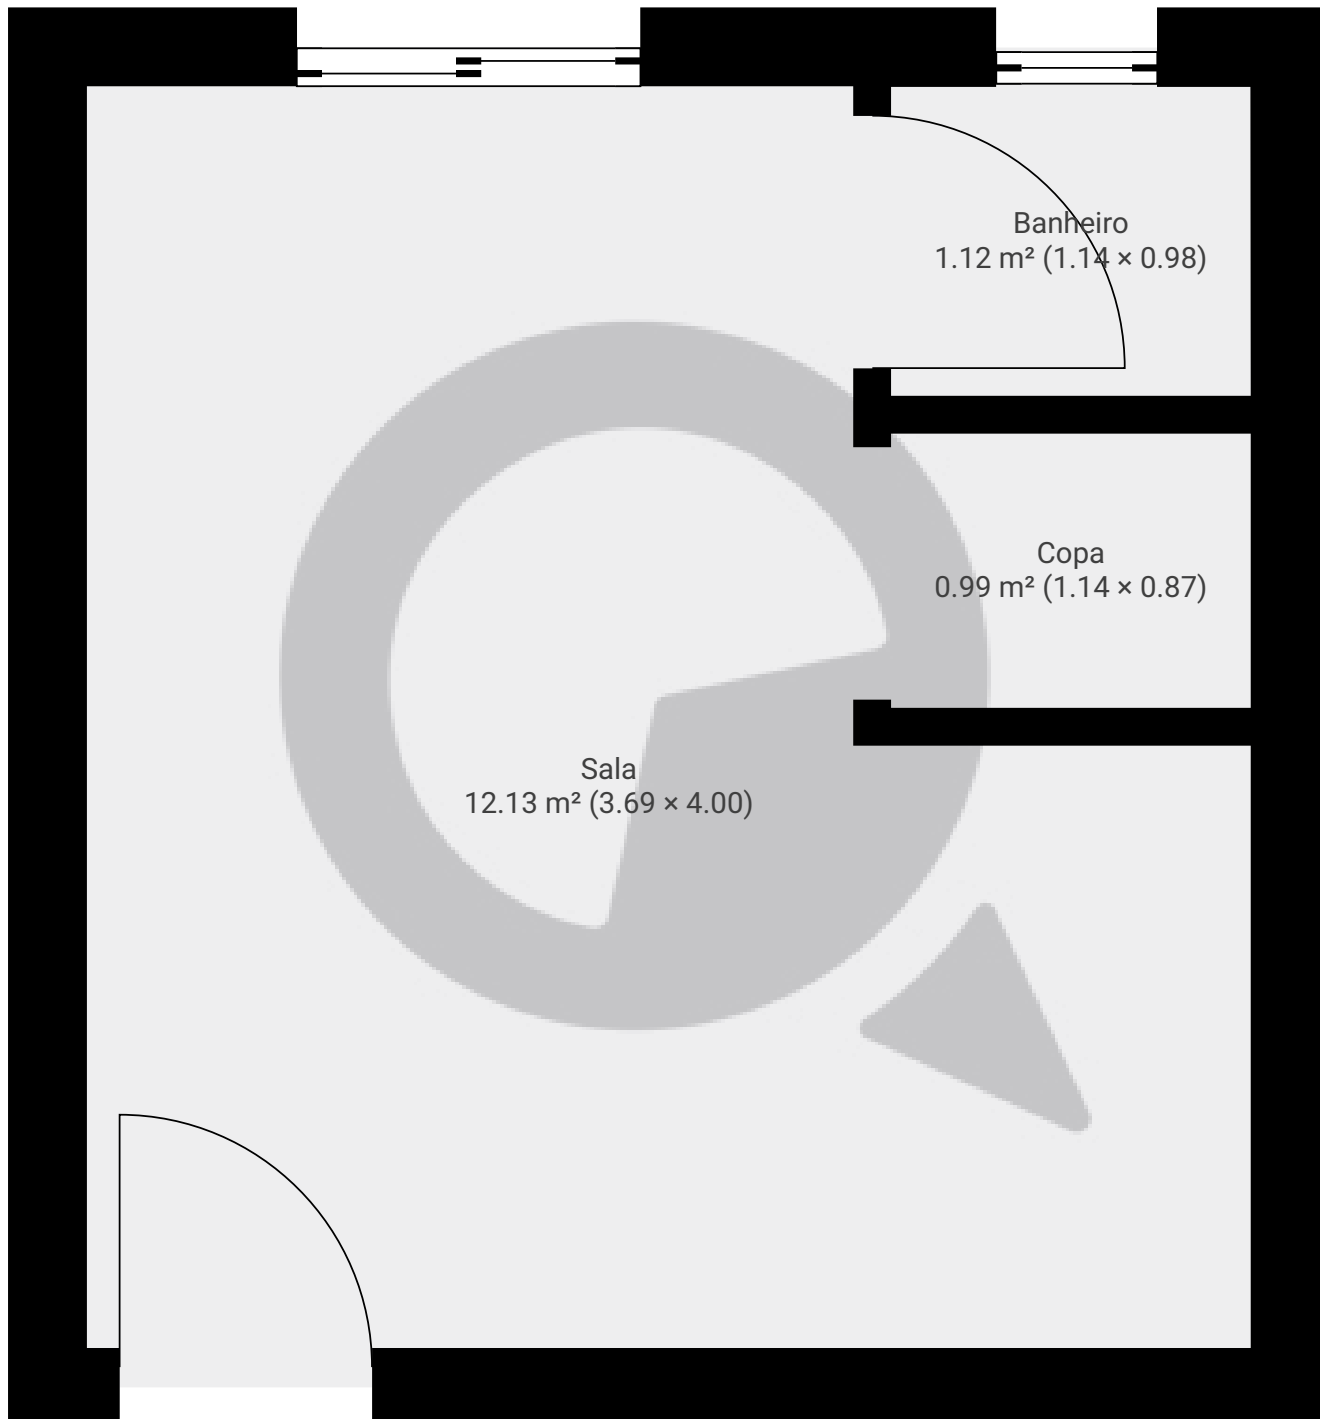 Banheiro
1.12 m² (1.14 × 0.98)
Copa
0.99 m² (1.14 × 0.87)
Sala
12.13 m² (3.69 × 4.00)